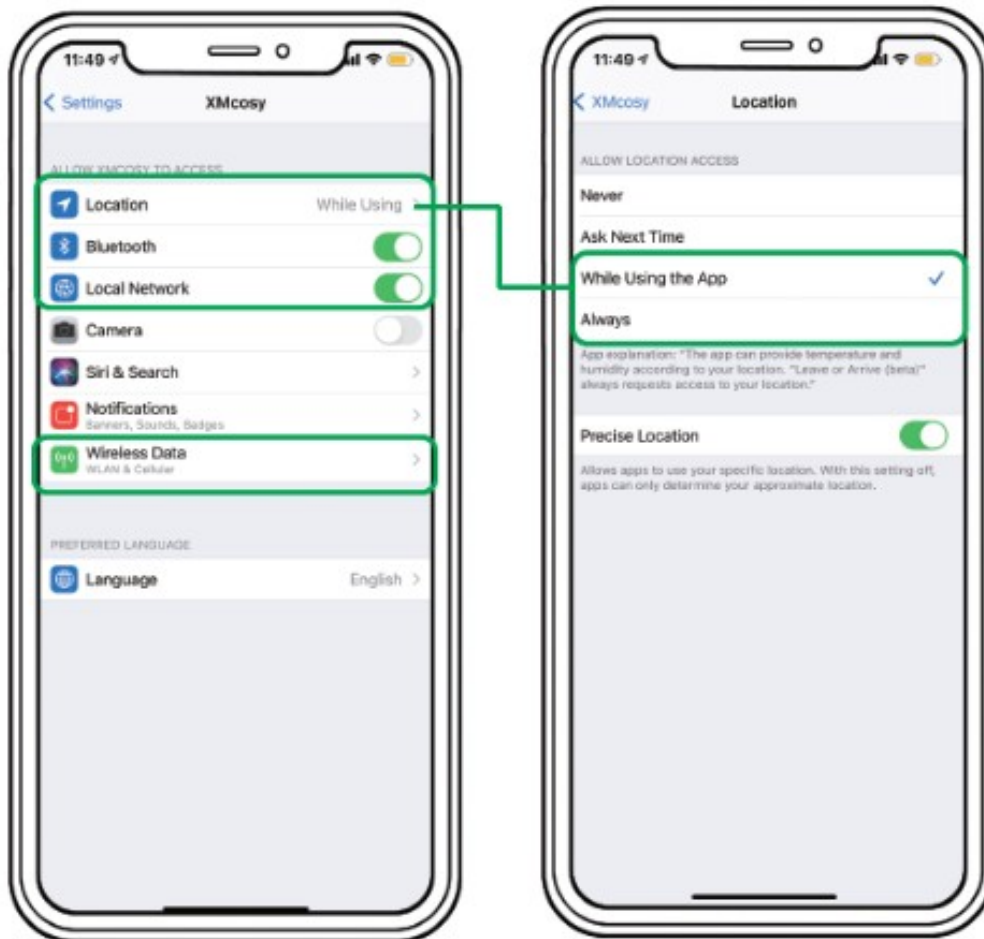 11:49
Settings
XMcosy
ALLOW XMCOSY TO ACCESS
Location
While Using
Bluetooth
Local Network
Camera
Siri & Search
Notifications
Banners, Sounds, Badges
Wireless Data
WLAN & Cellular
PREFERRED LANGUAGE
Language
English
11:49
XMcosy
Location
ALLOW LOCATION ACCESS
Never
Ask Next Time
While Using the App
Always
App explanation: "The app can provide temperature and
humidity according to your location. "Leave or Arrive (beta)"
always requests access to your location."
Precise Location
Allows apps to use your specific location. With this setting off,
apps can only determine your approximate location.